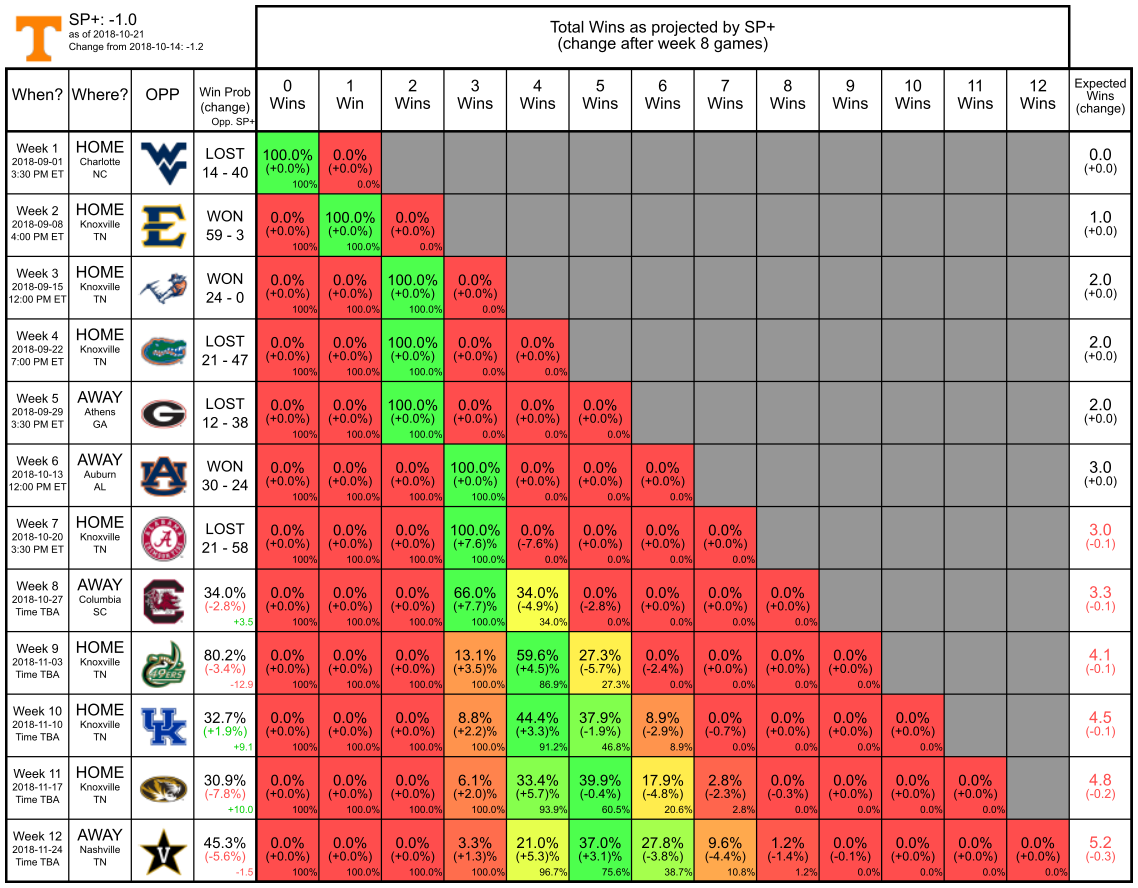 SP+: -1.0
as of 2018-10-21
Change from 2018-10-14: -1.2
Total Wins as projected by SP+
(change after week 8 games)
When? Where? OPP Win Prob (change) Opp. SP+ 0 Wins 1 Win 2 Wins 3 Wins 4 Wins 5 Wins 6 Wins 7 Wins 8 Wins 9 Wins 10 Wins 11 Wins 12 Wins Expected Wins (change)
Week 1 HOME LOST 100.0% 0.0% 0.0
2018-09-01 Charlotte (+0.0%) (+0.0%) (+0.0)
3:30 PM ET NC WV 14 - 40
100% 0.0%
Week 2 HOME WON 0.0% 100.0% 0.0% 1.0
2018-09-08 Knoxville E (+0.0%) (+0.0%) (+0.0%) (+0.0)
4:00 PM ET TN 59 - 3
100% 100.0% 0.0%
Week 3 HOME WON 0.0% 0.0% 100.0% 0.0% 2.0
2018-09-15 Knoxville (+0.0%) (+0.0%) (+0.0%) (+0.0%) (+0.0)
12:00 PM ET TN 24 - 0
100% 100.0% 100.0% 0.0%
Week 4 HOME LOST 0.0% 0.0% 100.0% 0.0% 0.0% 2.0
2018-09-22 Knoxville (+0.0%) (+0.0%) (+0.0%) (+0.0%) (+0.0%) (+0.0)
7:00 PM ET TN 21 - 47
100% 100.0% 100.0% 0.0% 0.0%
Week 5 AWAY LOST 0.0% 0.0% 100.0% 0.0% 0.0% 0.0% 2.0
2018-09-29 Athens G (+0.0%) (+0.0%) (+0.0%) (+0.0%) (+0.0%) (+0.0%) (+0.0)
3:30 PM ET GA 12 - 38
100% 100.0% 100.0% 0.0% 0.0% 0.0%
Week 6 AWAY WON 0.0% 0.0% 0.0% 100.0% 0.0% 0.0% 0.0% 3.0
2018-10-13 Auburn AU (+0.0%) (+0.0%) (+0.0%) (+0.0%) (+0.0%) (+0.0%) (+0.0%) (+0.0)
12:00 PM ET AL 30 - 24
100% 100.0% 100.0% 100.0% 0.0% 0.0% 0.0%
Week 7 HOME LOST 0.0% 0.0% 0.0% 100.0% 0.0% 0.0% 0.0% 0.0% 3.0
2018-10-20 Knoxville A (+0.0%) (+0.0%) (+0.0%) (+7.6)% (-7.6%) (+0.0%) (+0.0%) (+0.0%) (-0.1)
3:30 PM ET TN 21 - 58
100% 100.0% 100.0% 100.0% 0.0% 0.0% 0.0% 0.0%
Week 8 AWAY 34.0% 0.0% 0.0% 0.0% 66.0% 34.0% 0.0% 0.0% 0.0% 0.0% 3.3
2018-10-27 Columbia C (-2.8%) (+0.0%) (+0.0%) (+0.0%) (+7.7)% (-4.9%) (-2.8%) (+0.0%) (+0.0%) (+0.0%) (-0.1)
Time TBA SC
+3.5 100% 100.0% 100.0% 100.0% 34.0% 0.0% 0.0% 0.0% 0.0%
Week 9 HOME 80.2% 0.0% 0.0% 0.0% 13.1% 59.6% 27.3% 0.0% 0.0% 0.0% 0.0% 4.1
2018-11-03 Knoxville 49ERS (-3.4%) (+0.0%) (+0.0%) (+0.0%) (+3.5)% (+4.5)% (-5.7%) (-2.4%) (+0.0%) (+0.0%) (+0.0%) (-0.1)
Time TBA TN
-12.9 100% 100.0% 100.0% 100.0% 86.9% 27.3% 0.0% 0.0% 0.0% 0.0%
Week 10 HOME 32.7% 0.0% 0.0% 0.0% 8.8% 44.4% 37.9% 8.9% 0.0% 0.0% 0.0% 0.0% 4.5
2018-11-10 Knoxville UK (+1.9%) (+0.0%) (+0.0%) (+0.0%) (+2.2)% (+3.3)% (-1.9%) (-2.9%) (-0.7%) (+0.0%) (+0.0%) (+0.0%) (-0.1)
Time TBA TN
+9.1 100% 100.0% 100.0% 100.0% 91.2% 46.8% 8.9% 0.0% 0.0% 0.0% 0.0%
Week 11 HOME 30.9% 0.0% 0.0% 0.0% 6.1% 33.4% 39.9% 17.9% 2.8% 0.0% 0.0% 0.0% 0.0% 4.8
2018-11-17 Knoxville (-7.8%) (+0.0%) (+0.0%) (+0.0%) (+2.0)% (+5.7)% (-0.4%) (-4.8%) (-2.3%) (-0.3%) (+0.0%) (+0.0%) (+0.0%) (-0.2)
Time TBA TN
+10.0 100% 100.0% 100.0% 100.0% 93.9% 60.5% 20.6% 2.8% 0.0% 0.0% 0.0% 0.0%
Week 12 AWAY 45.3% 0.0% 0.0% 0.0% 3.3% 21.0% 37.0% 27.8% 9.6% 1.2% 0.0% 0.0% 0.0% 0.0% 5.2
2018-11-24 Nashville V (-5.6%) (+0.0%) (+0.0%) (+0.0%) (+1.3)% (+5.3)% (+3.1)% (-3.8%) (-4.4%) (-1.4%) (-0.1%) (+0.0%) (+0.0%) (+0.0%) (-0.3)
Time TBA TN
-1.5 100% 100.0% 100.0% 100.0% 96.7% 75.6% 38.7% 10.8% 1.2% 0.0% 0.0% 0.0% 0.0%